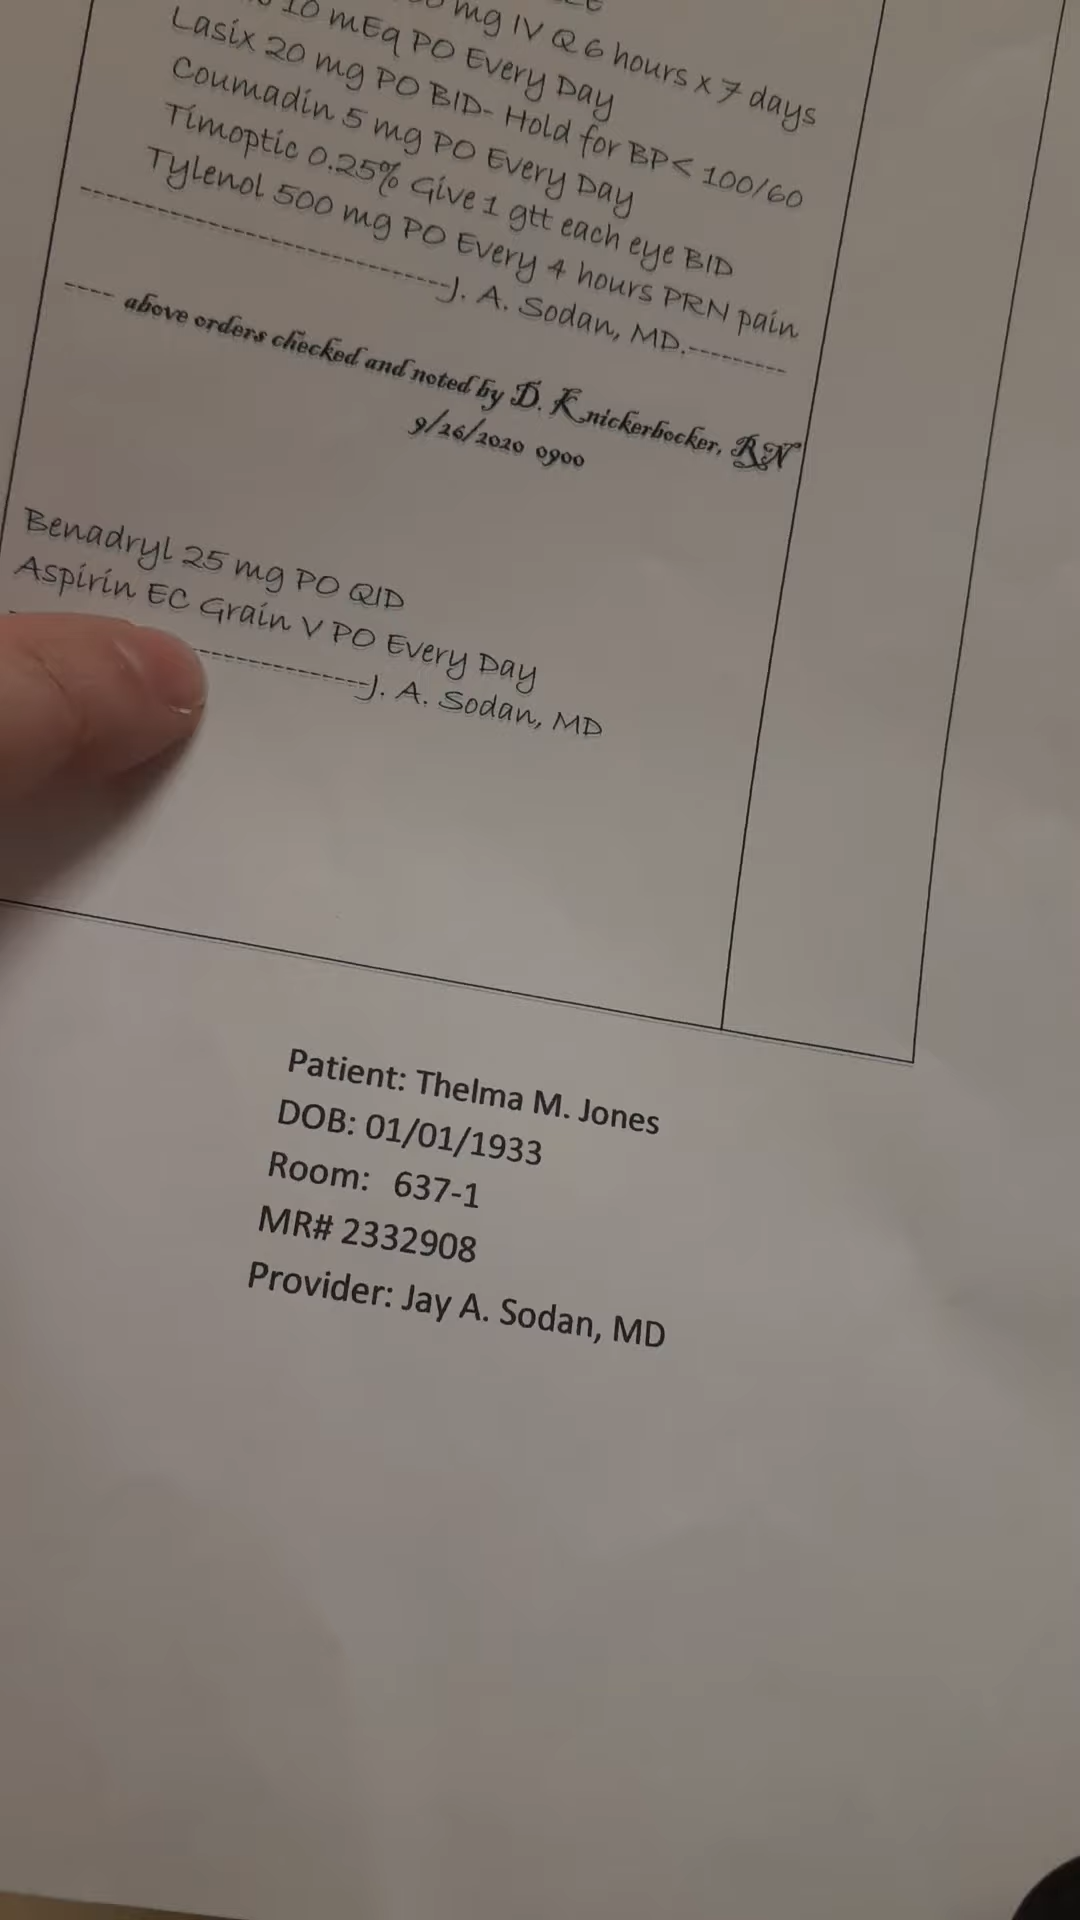 mg IV Q 6 hours x 7 days
10 mEq PO Every Day
Lasix 20 mg PO BID- Hold for BP< 100/60
Coumadin 5 mg PO Every Day
Timoptic 0.25% Give 1 gtt each eye BID
Tylenol 500 mg PO Every 4 hours PRN pain
--------------------------------J. A. Sodan, MD.---------
---- above orders checked and noted by D. Knickerbocker, RN
9/26/2020 0900
Benadryl 25 mg PO QID
Aspirin EC Grain V PO Every Day
----------------J. A. Sodan, MD
Patient: Thelma M. Jones
DOB: 01/01/1933
Room: 637-1
MR# 2332908
Provider: Jay A. Sodan, MD